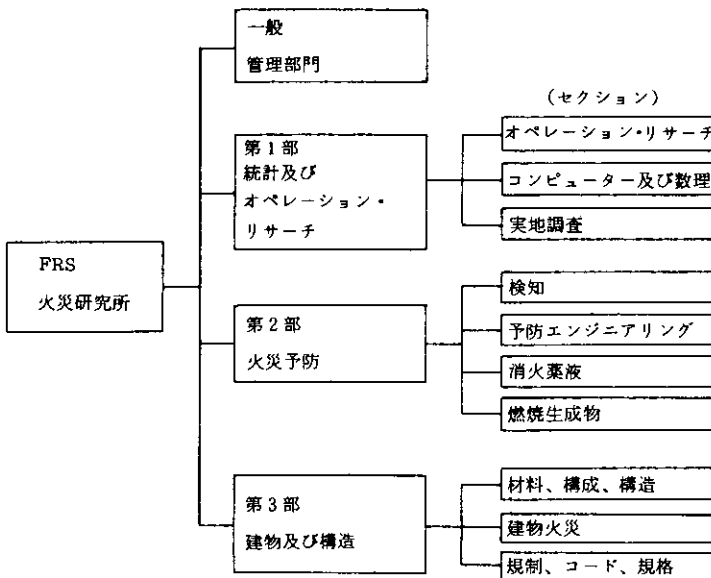 一般
管理部門
(セクション)
第1部
統計及び
オペレーション・
リサーチ
オペレーション・リサーチ
コンピューター及び数理
実地調査
FRS
火災研究所
第2部
火災予防
検知
予防エンジニアリング
消火薬液
燃焼生成物
第3部
建物及び構造
材料、構成、構造
建物火災
規制、コード、規格